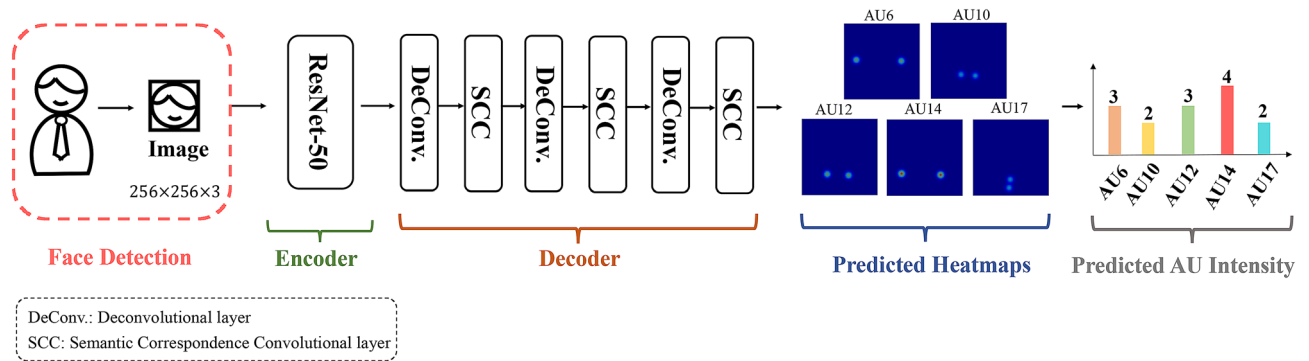 Image
256×256×3
Face Detection
ResNet-50
Encoder
DeConv.
SCC
DeConv.
SCC
DeConv.
SCC
Decoder
AU6
AU10
AU12
AU14
AU17
Predicted Heatmaps
3
2
3
4
2
AU6
AU10
AU12
AU14
AU17
Predicted AU Intensity
DeConv.: Deconvolutional layer
SCC: Semantic Correspondence Convolutional layer